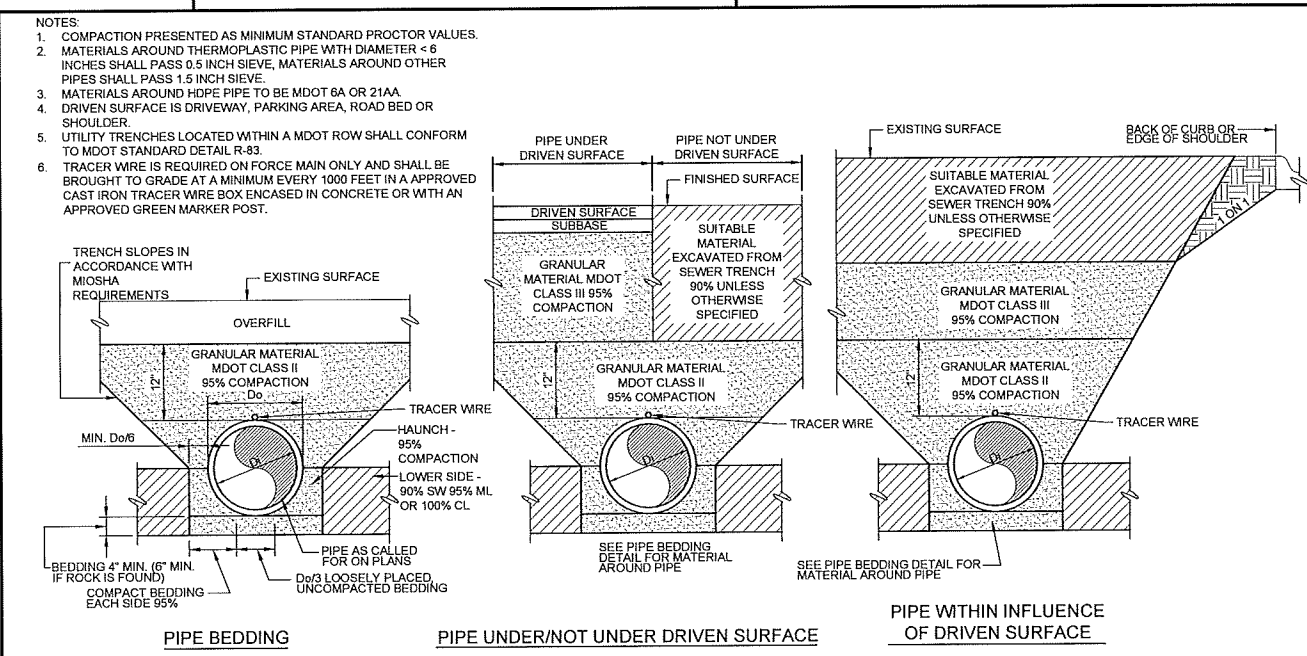 NOTES:
1. COMPACTION PRESENTED AS MINIMUM STANDARD PROCTOR VALUES.
2. MATERIALS AROUND THERMOPLASTIC PIPE WITH DIAMETER < 6
INCHES SHALL PASS 0.5 INCH SIEVE, MATERIALS AROUND OTHER
PIPES SHALL PASS 1.5 INCH SIEVE.
3. MATERIALS AROUND HDPE PIPE TO BE MDOT 6A OR 21AA.
4. DRIVEN SURFACE IS DRIVEWAY, PARKING AREA, ROAD BED OR
SHOULDER.
5. UTILITY TRENCHES LOCATED WITHIN A MDOT ROW SHALL CONFORM
TO MDOT STANDARD DETAIL R-83.
6. TRACER WIRE IS REQUIRED ON FORCE MAIN ONLY AND SHALL BE
BROUGHT TO GRADE AT A MINIMUM EVERY 1000 FEET IN A APPROVED
CAST IRON TRACER WIRE BOX ENCASED IN CONCRETE OR WITH AN
APPROVED GREEN MARKER POST.
TRENCH SLOPES IN
ACCORDANCE WITH
MIOSHA
REQUIREMENTS
EXISTING SURFACE
OVERFILL
12"
GRANULAR MATERIAL
MDOT CLASS II
95% COMPACTION
Do
TRACER WIRE
MIN. Do/6
Di
HAUNCH -
95%
COMPACTION
LOWER SIDE -
90% SW 95% ML
OR 100% CL
BEDDING 4" MIN. (6" MIN.
IF ROCK IS FOUND)
COMPACT BEDDING
EACH SIDE 95%
PIPE AS CALLED
FOR ON PLANS
Do/3 LOOSELY PLACED
UNCOMPACTED BEDDING
PIPE BEDDING
PIPE UNDER
DRIVEN SURFACE
PIPE NOT UNDER
DRIVEN SURFACE
FINISHED SURFACE
DRIVEN SURFACE
SUBBASE
GRANULAR
MATERIAL MDOT
CLASS III 95%
COMPACTION
SUITABLE
MATERIAL
EXCAVATED FROM
SEWER TRENCH
90% UNLESS
OTHERWISE
SPECIFIED
12"
GRANULAR MATERIAL
MDOT CLASS II
95% COMPACTION
TRACER WIRE
Di
SEE PIPE BEDDING
DETAIL FOR MATERIAL
AROUND PIPE
PIPE UNDER/NOT UNDER DRIVEN SURFACE
EXISTING SURFACE
BACK OF CURB OR
EDGE OF SHOULDER
SUITABLE MATERIAL
EXCAVATED FROM
SEWER TRENCH 90%
UNLESS OTHERWISE
SPECIFIED
1 ON 1
GRANULAR MATERIAL
MDOT CLASS III
95% COMPACTION
12"
GRANULAR MATERIAL
MDOT CLASS II
95% COMPACTION
TRACER WIRE
Di
SEE PIPE BEDDING DETAIL FOR
MATERIAL AROUND PIPE
PIPE WITHIN INFLUENCE
OF DRIVEN SURFACE